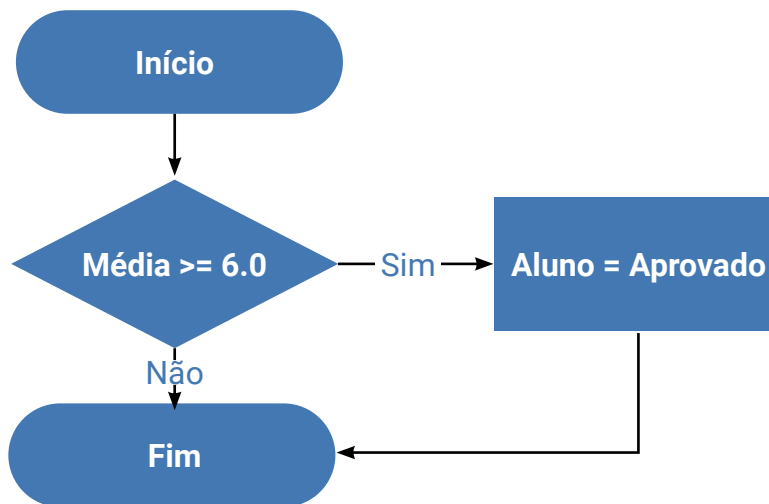 Início
Média >= 6.0
Sim
Aluno = Aprovado
Não
Fim